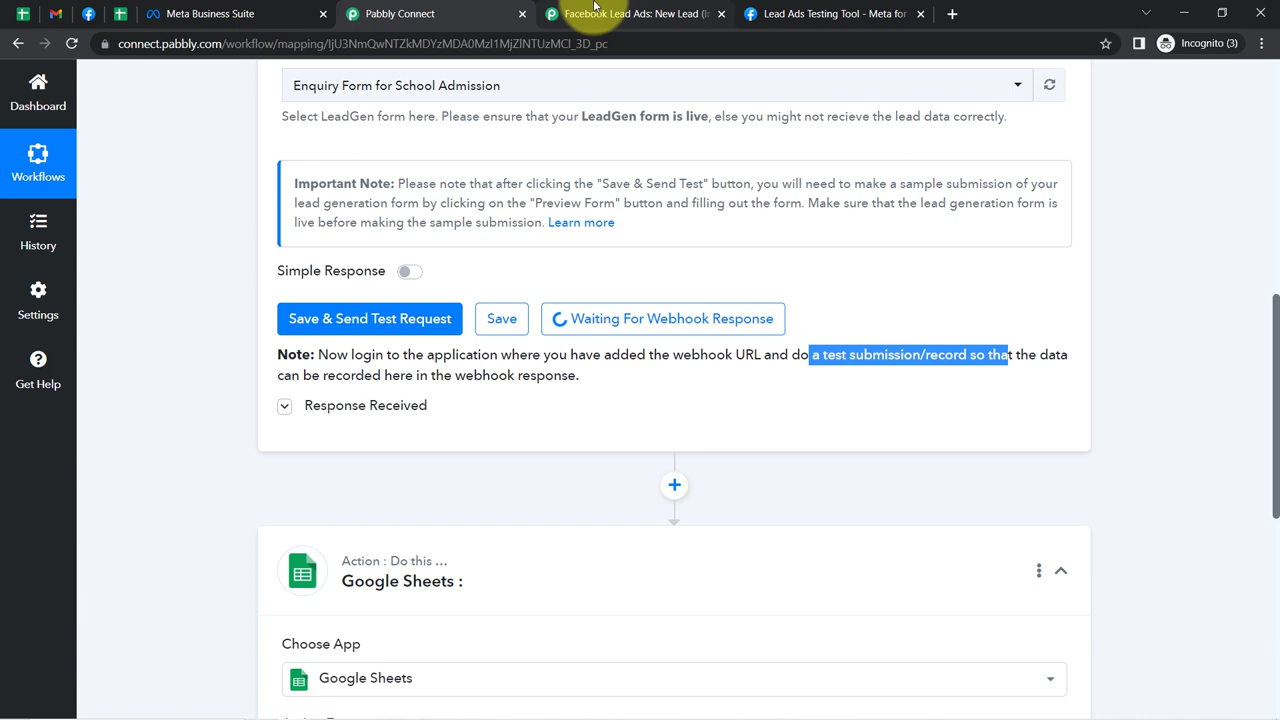 Meta Business Suite
Pabbly Connect
Facebook Lead Ads: New Lead (In
Lead Ads Testing Tool - Meta for
connect.pabbly.com/workflow/mapping/IjU3NmQwNTZkMDYzMDA0MzI1MjZlNTUzMCI_3D_pc
Incognito (3)
Dashboard
Workflows
History
Settings
Get Help
Enquiry Form for School Admission
Select LeadGen form here. Please ensure that your LeadGen form is live, else you might not recieve the lead data correctly.
Important Note: Please note that after clicking the "Save & Send Test" button, you will need to make a sample submission of your
lead generation form by clicking on the "Preview Form" button and filling out the form. Make sure that the lead generation form is
live before making the sample submission. Learn more
Simple Response
Save & Send Test Request
Save
Waiting For Webhook Response
Note: Now login to the application where you have added the webhook URL and do a test submission/record so that the data
can be recorded here in the webhook response.
Response Received
Action : Do this ...
Google Sheets :
Choose App
Google Sheets